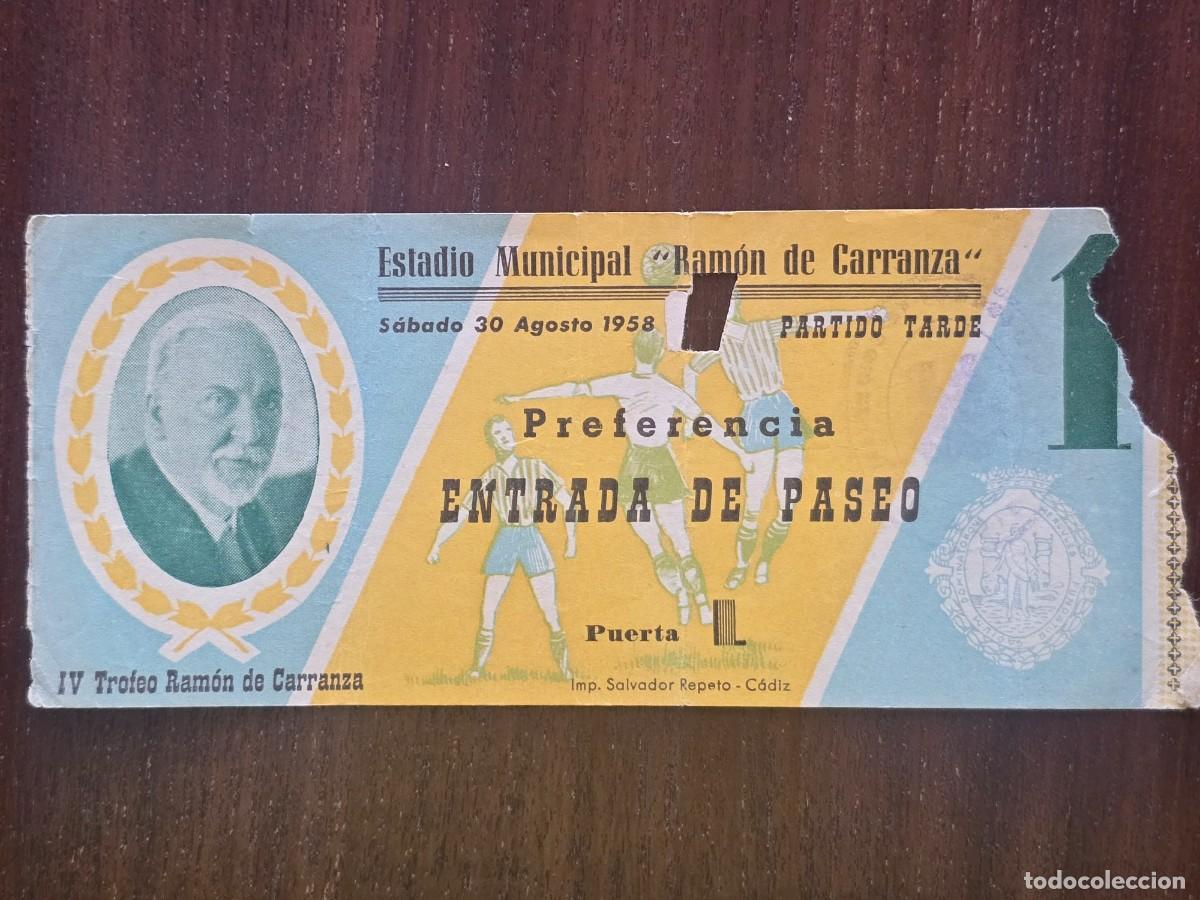 Estadio Municipal "Ramón de Carranza"
Sábado 30 Agosto 1958
PARTIDO TARDE
1
Preferencia
ENTRADA DE PASEO
Puerta L
IV Trofeo Ramón de Carranza
Imp. Salvador Repeto - Cádiz
todocoleccion